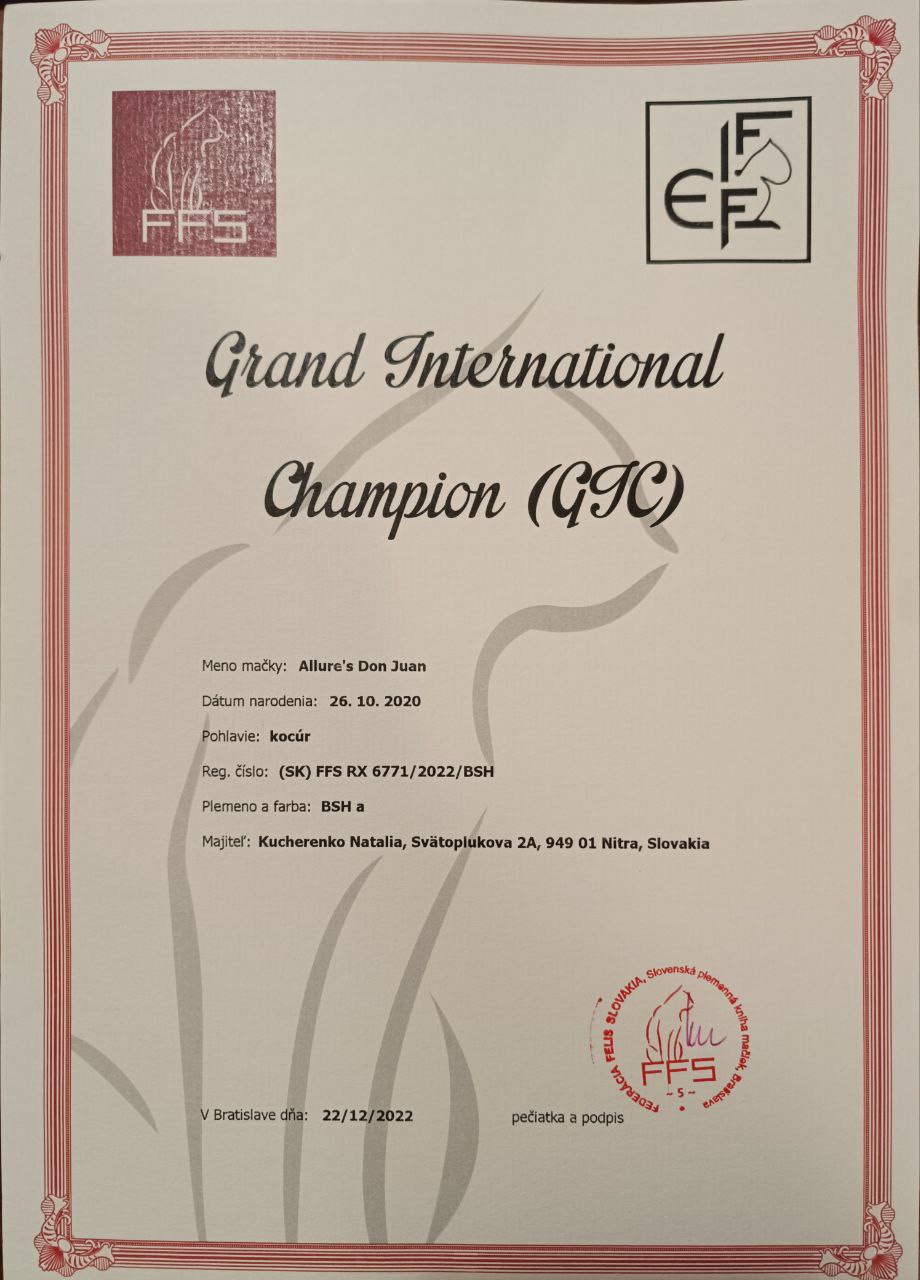 FFS
FIFE
Grand International
Champion (GIC)
Meno mačky: Allure's Don Juan
Dátum narodenia: 26. 10. 2020
Pohlavie: kocúr
Reg. číslo: (SK) FFS RX 6771/2022/BSH
Plemeno a farba: BSH a
Majiteľ: Kucherenko Natalia, Svätoplukova 2A, 949 01 Nitra, Slovakia
FEDERÁCIA FELIS SLOVAKIA, Slovenská plemenná kniha mačiek, Bratislava
FFS
~ 5 ~
V Bratislave dňa: 22/12/2022
pečiatka a podpis